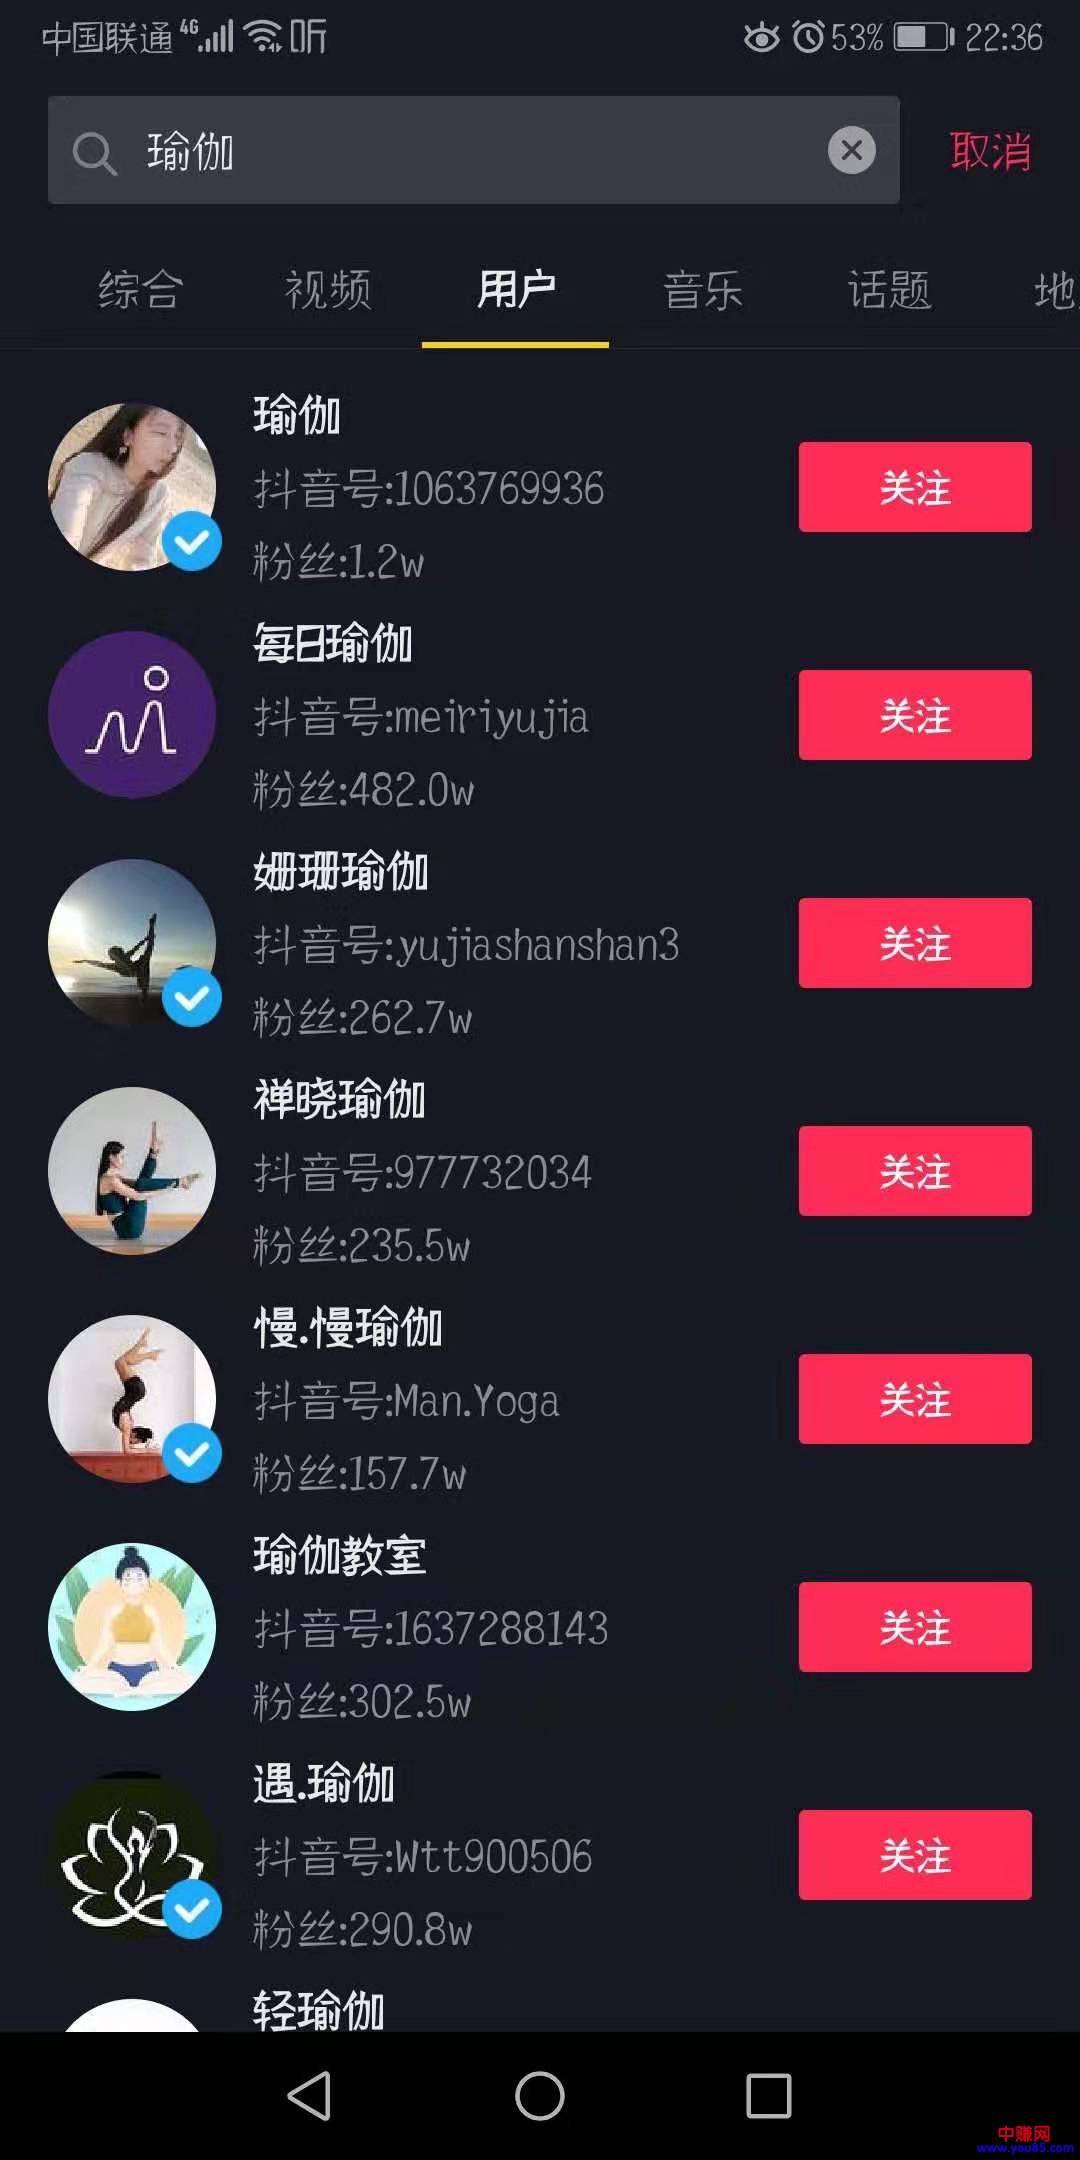 中国联通 4G 听 53% 22:36
瑜伽 取消
综合 视频 用户 音乐 话题 地
瑜伽
抖音号:1063769936 关注
粉丝:1.2w
每日瑜伽
抖音号:meiriyujia 关注
粉丝:482.0w
姗珊瑜伽
抖音号:yujiashanshan3 关注
粉丝:262.7w
禅晓瑜伽
抖音号:977732034 关注
粉丝:235.5w
慢.慢瑜伽
抖音号:Man.Yoga 关注
粉丝:157.7w
瑜伽教室
抖音号:1637288143 关注
粉丝:302.5w
遇.瑜伽
抖音号:Wtt900506 关注
粉丝:290.8w
轻瑜伽
中赚网
www.you85.com